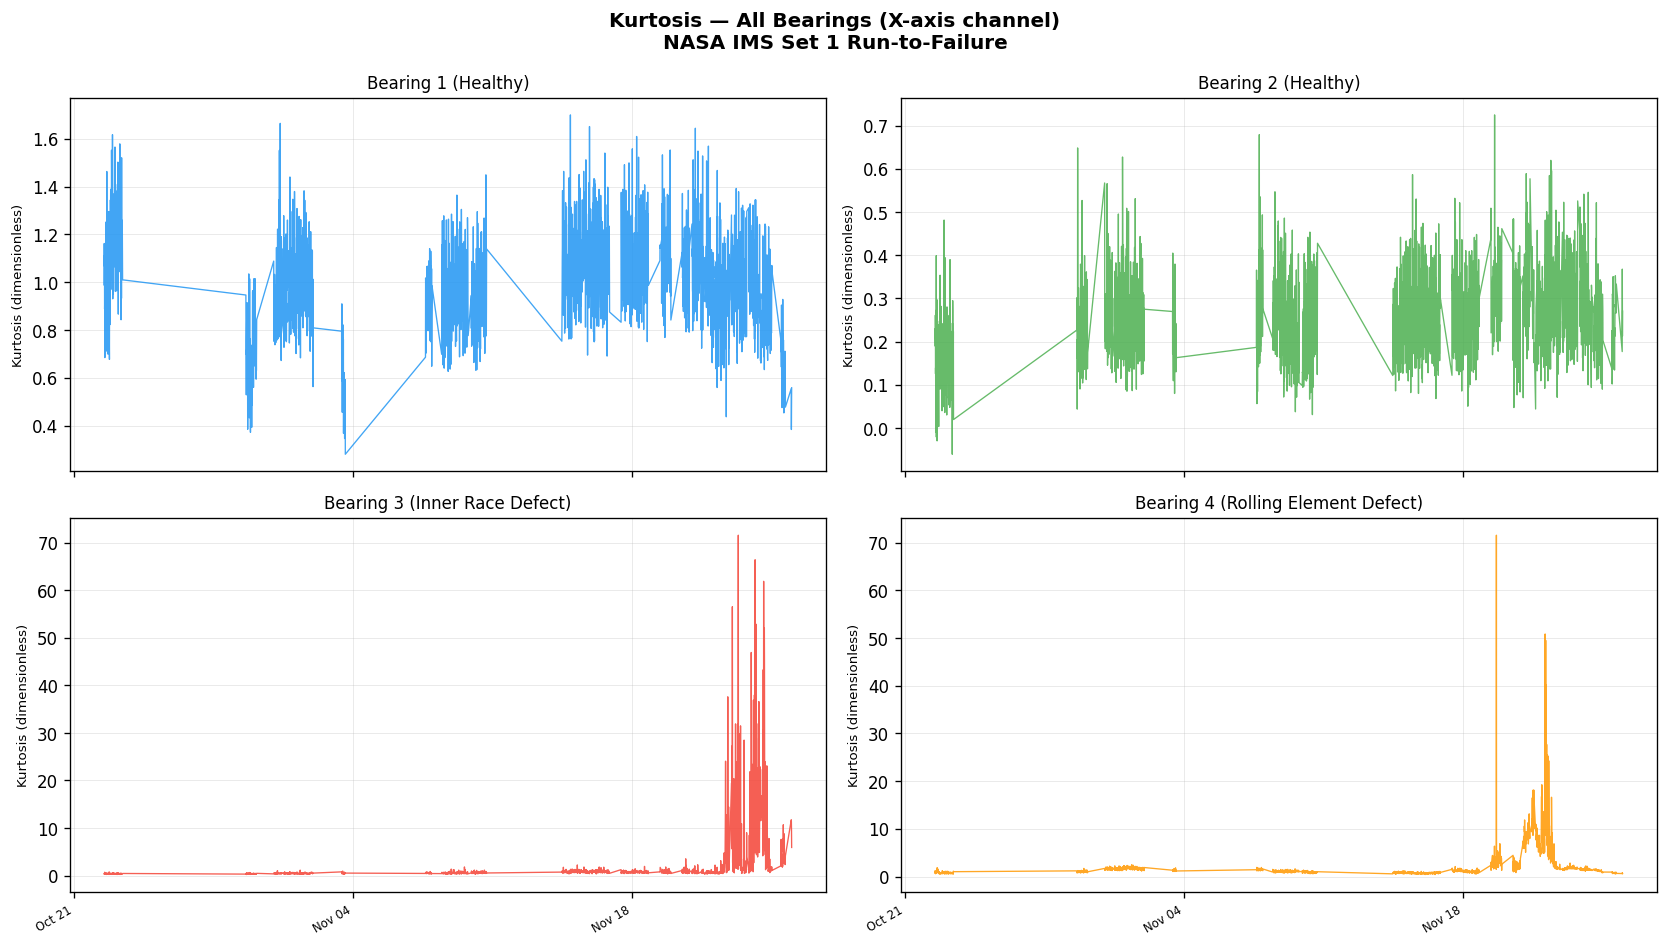 Kurtosis — All Bearings (X-axis channel)
NASA IMS Set 1 Run-to-Failure
Bearing 1 (Healthy)
Kurtosis (dimensionless)
1.6
1.4
1.2
1.0
0.8
0.6
0.4
Bearing 2 (Healthy)
Kurtosis (dimensionless)
0.7
0.6
0.5
0.4
0.3
0.2
0.1
0.0
Bearing 3 (Inner Race Defect)
Kurtosis (dimensionless)
70
60
50
40
30
20
10
0
Oct 21
Nov 04
Nov 18
Bearing 4 (Rolling Element Defect)
Kurtosis (dimensionless)
70
60
50
40
30
20
10
0
Oct 21
Nov 04
Nov 18